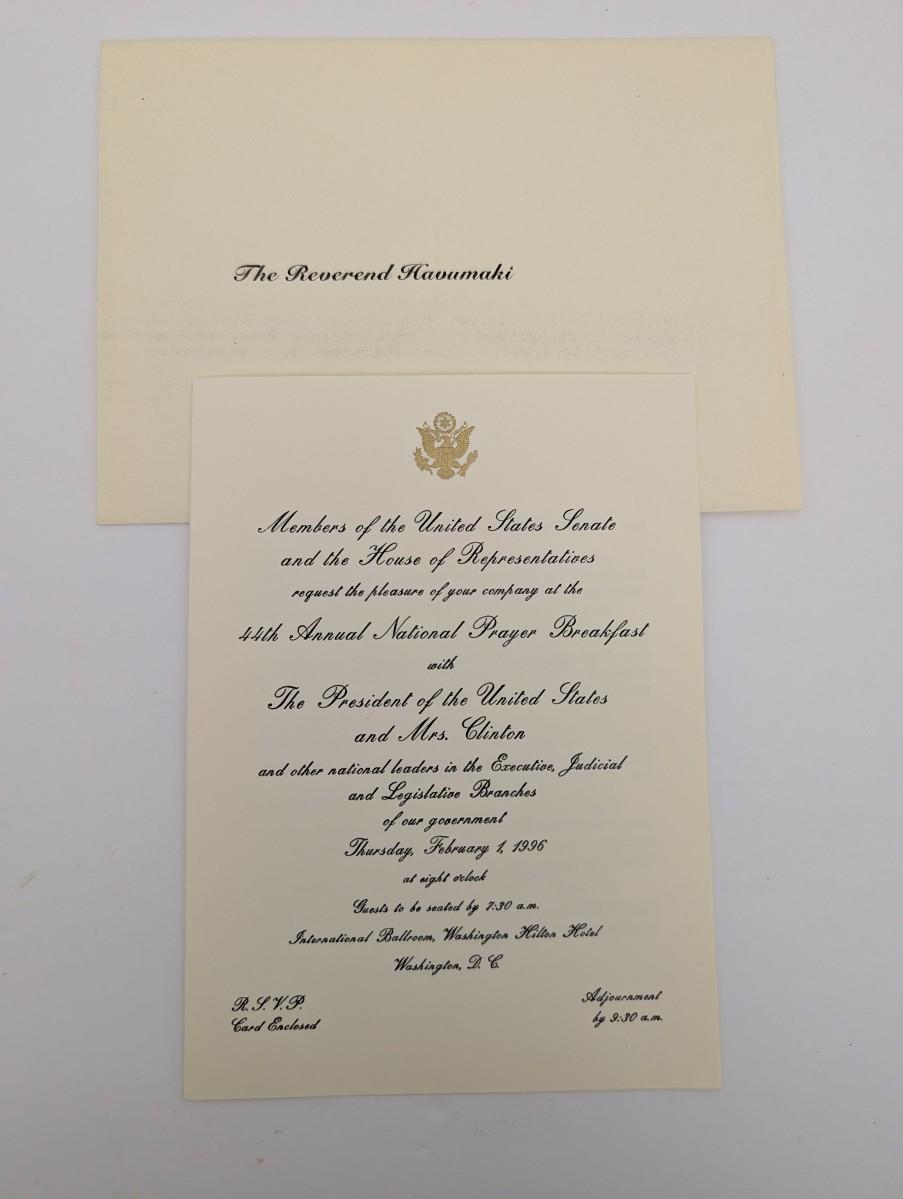 The Reverend Havumaki
Members of the United States Senate
and the House of Representatives
request the pleasure of your company at the
44th Annual National Prayer Breakfast
with
The President of the United States
and Mrs. Clinton
and other national leaders in the Executive, Judicial
and Legislative Branches
of our government
Thursday, February 1, 1996
at eight o'clock
Guests to be seated by 7:30 a.m.
International Ballroom, Washington Hilton Hotel
Washington, D. C.
R. S. V. P.
Card Enclosed
Adjournment
by 9:30 a.m.